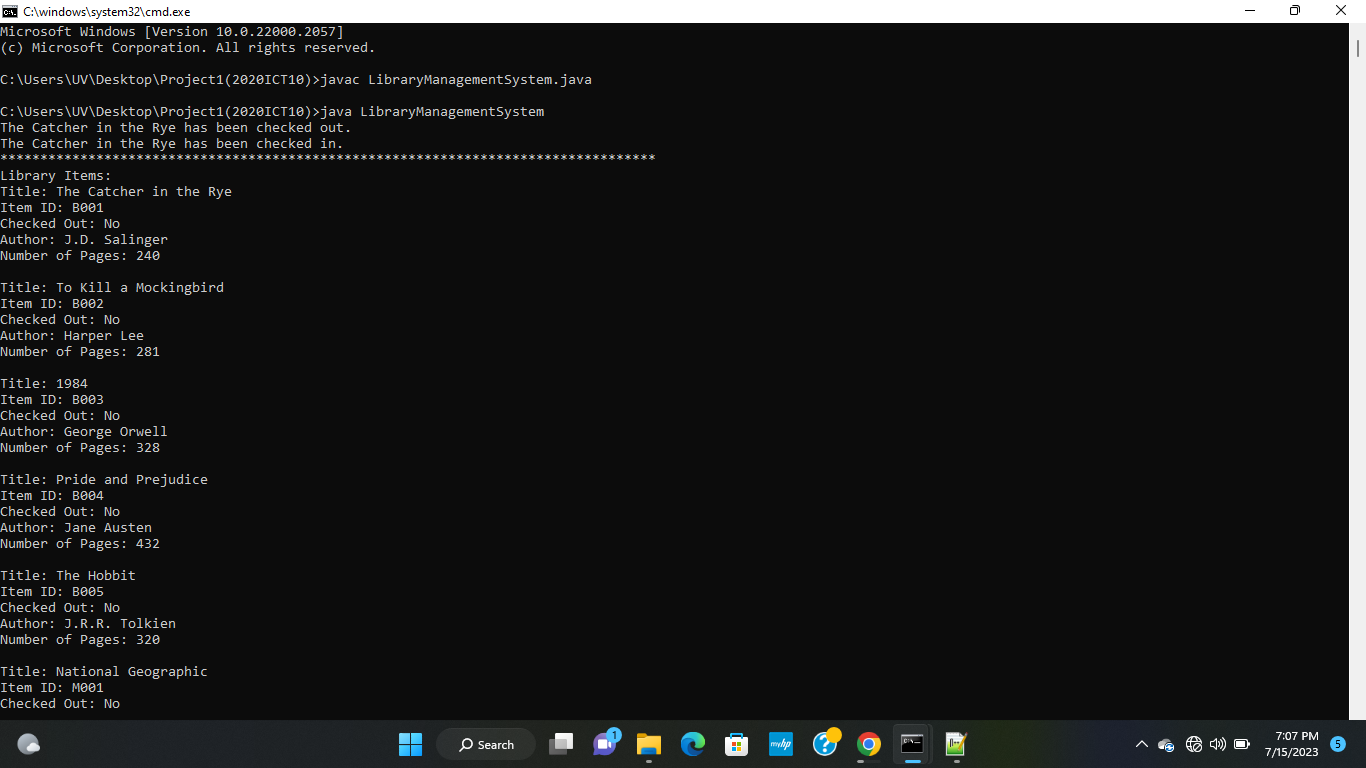 C:\windows\system32\cmd.exe
Microsoft Windows [Version 10.0.22000.2057]
(c) Microsoft Corporation. All rights reserved.
C:\Users\UV\Desktop\Project1(2020ICT10)>javac LibraryManagementSystem.java
C:\Users\UV\Desktop\Project1(2020ICT10)>java LibraryManagementSystem
The Catcher in the Rye has been checked out.
The Catcher in the Rye has been checked in.
**********************************************************************************
Library Items:
Title: The Catcher in the Rye
Item ID: B001
Checked Out: No
Author: J.D. Salinger
Number of Pages: 240
Title: To Kill a Mockingbird
Item ID: B002
Checked Out: No
Author: Harper Lee
Number of Pages: 281
Title: 1984
Item ID: B003
Checked Out: No
Author: George Orwell
Number of Pages: 328
Title: Pride and Prejudice
Item ID: B004
Checked Out: No
Author: Jane Austen
Number of Pages: 432
Title: The Hobbit
Item ID: B005
Checked Out: No
Author: J.R.R. Tolkien
Number of Pages: 320
Title: National Geographic
Item ID: M001
Checked Out: No
Search
1
myhp
7:07 PM
7/15/2023
5